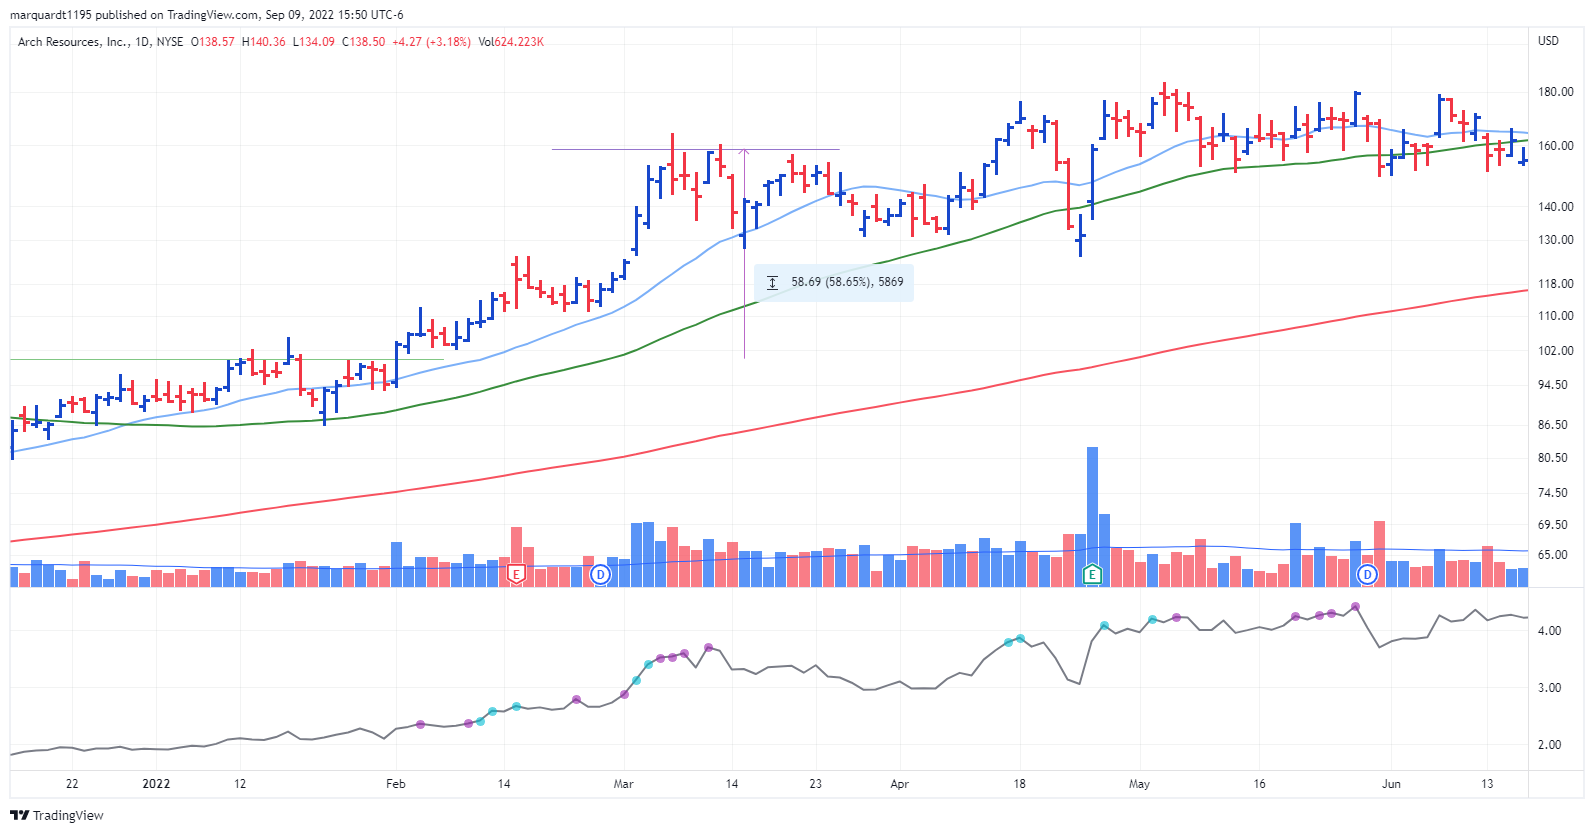 marquardt1195 published on TradingView.com, Sep 09, 2022 15:50 UTC-6
Arch Resources, Inc., 1D, NYSE O138.57 H140.36 L134.09 C138.50 +4.27 (+3.18%) Vol624.223K
USD
180.00
160.00
140.00
130.00
118.00
110.00
102.00
94.50
86.50
80.50
74.50
69.50
65.00
58.69 (58.65%), 5869
E
D
E
D
4.00
3.00
2.00
22
2022
12
Feb
14
Mar
14
23
Apr
18
May
16
Jun
13
TradingView